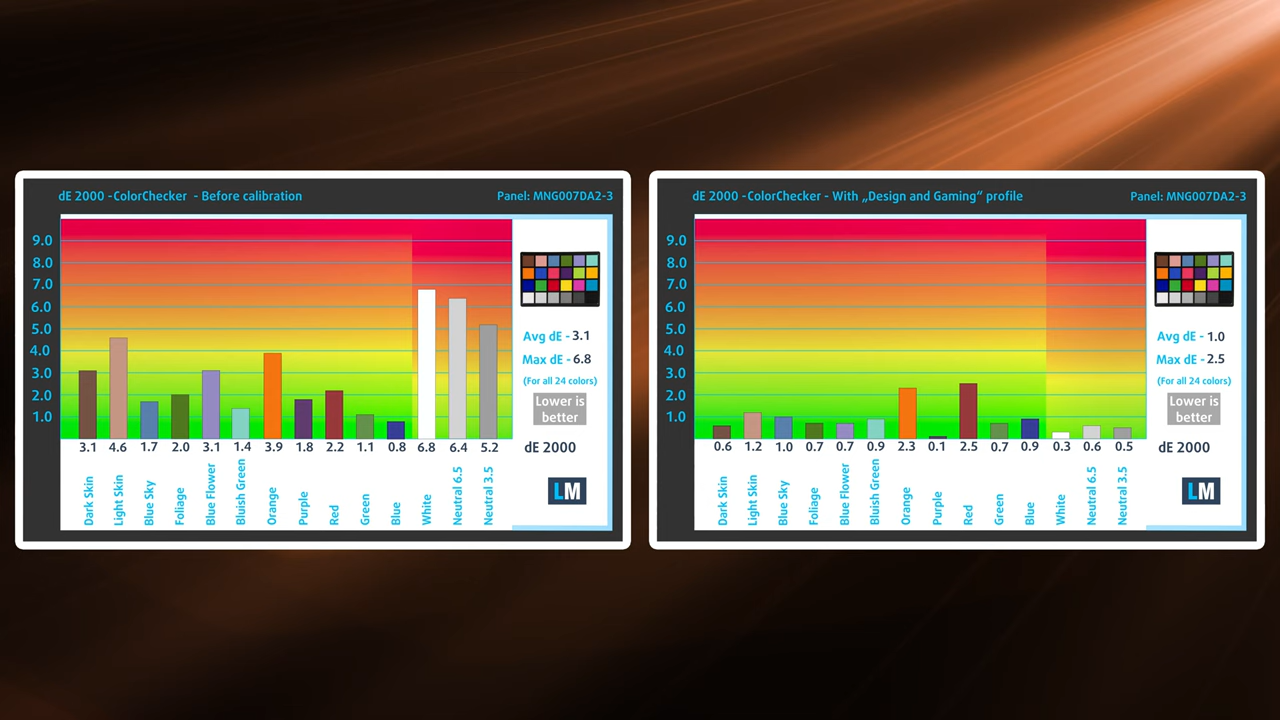 dE 2000 -ColorChecker - Before calibration
Panel: MNG007DA2-3
9.0
8.0
7.0
6.0
5.0
4.0
3.0
2.0
1.0
Avg dE - 3.1
Max dE - 6.8
(For all 24 colors)
Lower is
better
dE 2000
3.1 4.6 1.7 2.0 3.1 1.4 3.9 1.8 2.2 1.1 0.8 6.8 6.4 5.2
Dark Skin
Light Skin
Blue Sky
Foliage
Blue Flower
Bluish Green
Orange
Purple
Red
Green
Blue
White
Neutral 6.5
Neutral 3.5
LM
dE 2000 -ColorChecker - With „Design and Gaming“ profile
Panel: MNG007DA2-3
9.0
8.0
7.0
6.0
5.0
4.0
3.0
2.0
1.0
Avg dE - 1.0
Max dE - 2.5
(For all 24 colors)
Lower is
better
dE 2000
0.6 1.2 1.0 0.7 0.7 0.9 2.3 0.1 2.5 0.7 0.9 0.3 0.6 0.5
Dark Skin
Light Skin
Blue Sky
Foliage
Blue Flower
Bluish Green
Orange
Purple
Red
Green
Blue
White
Neutral 6.5
Neutral 3.5
LM